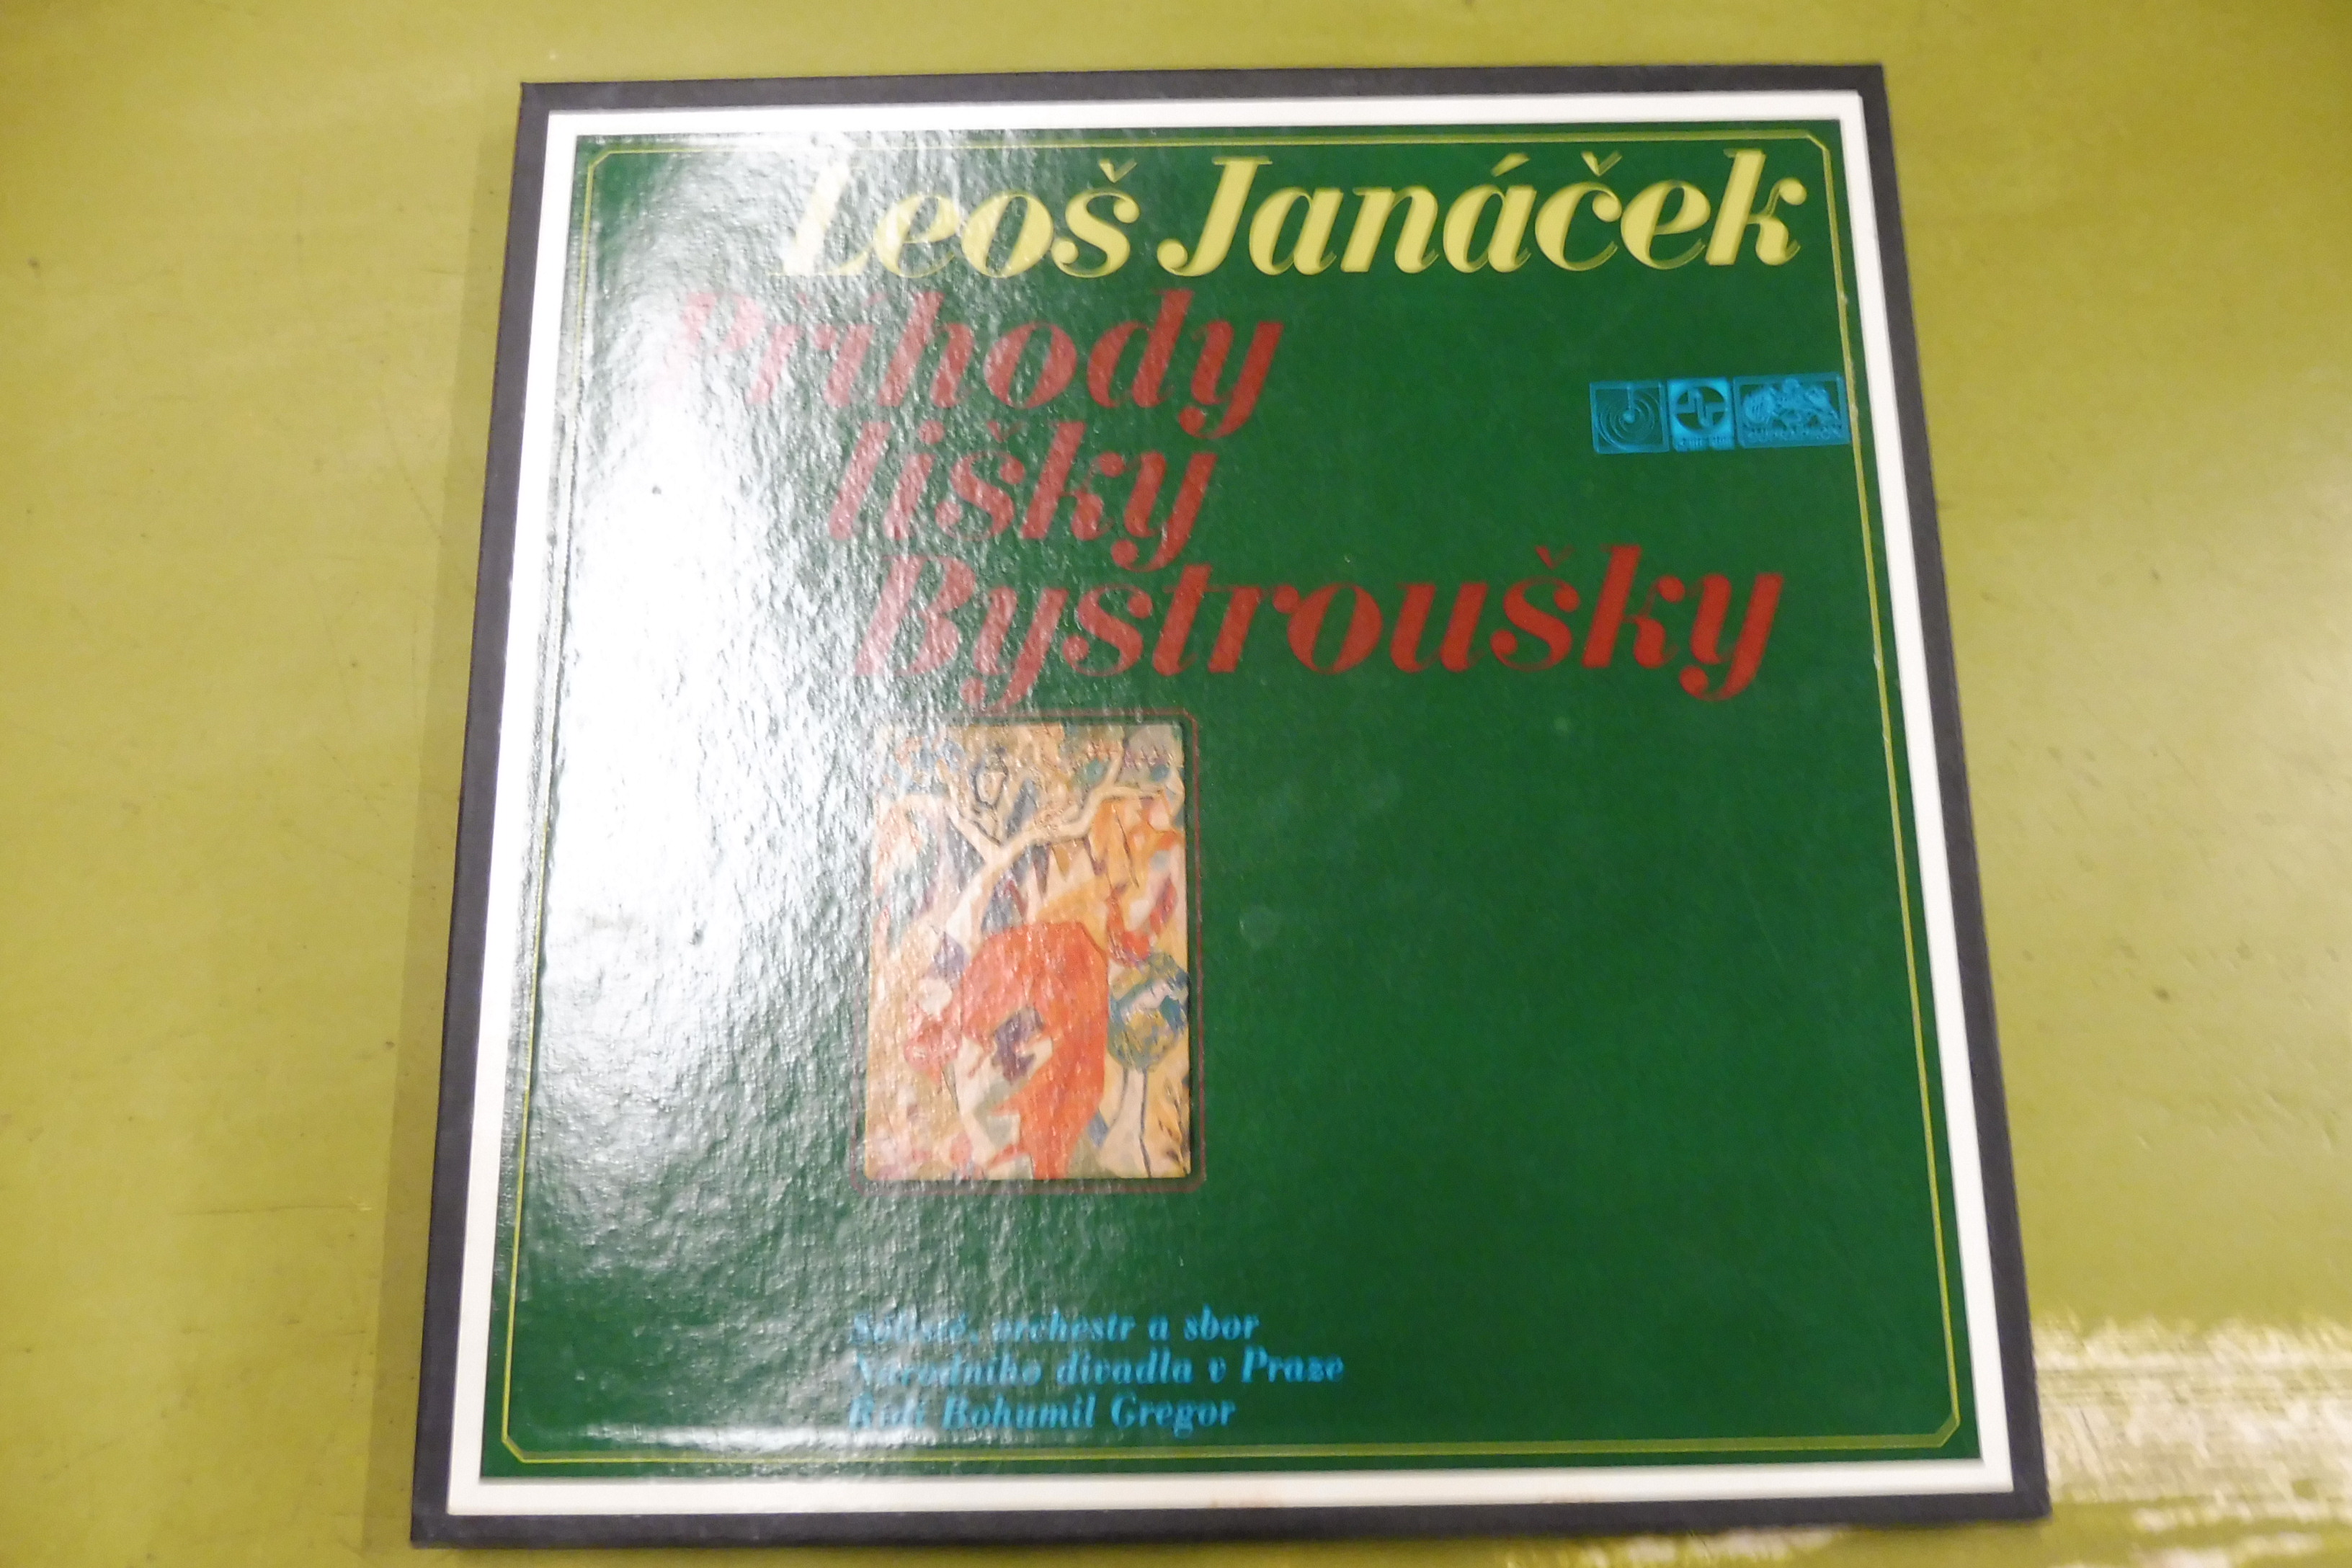 Leoš Janáček
Příhody
lišky
Bystroušky
Sólisté, orchestr a sbor
Národního divadla v Praze
Řídí Bohumil Gregor